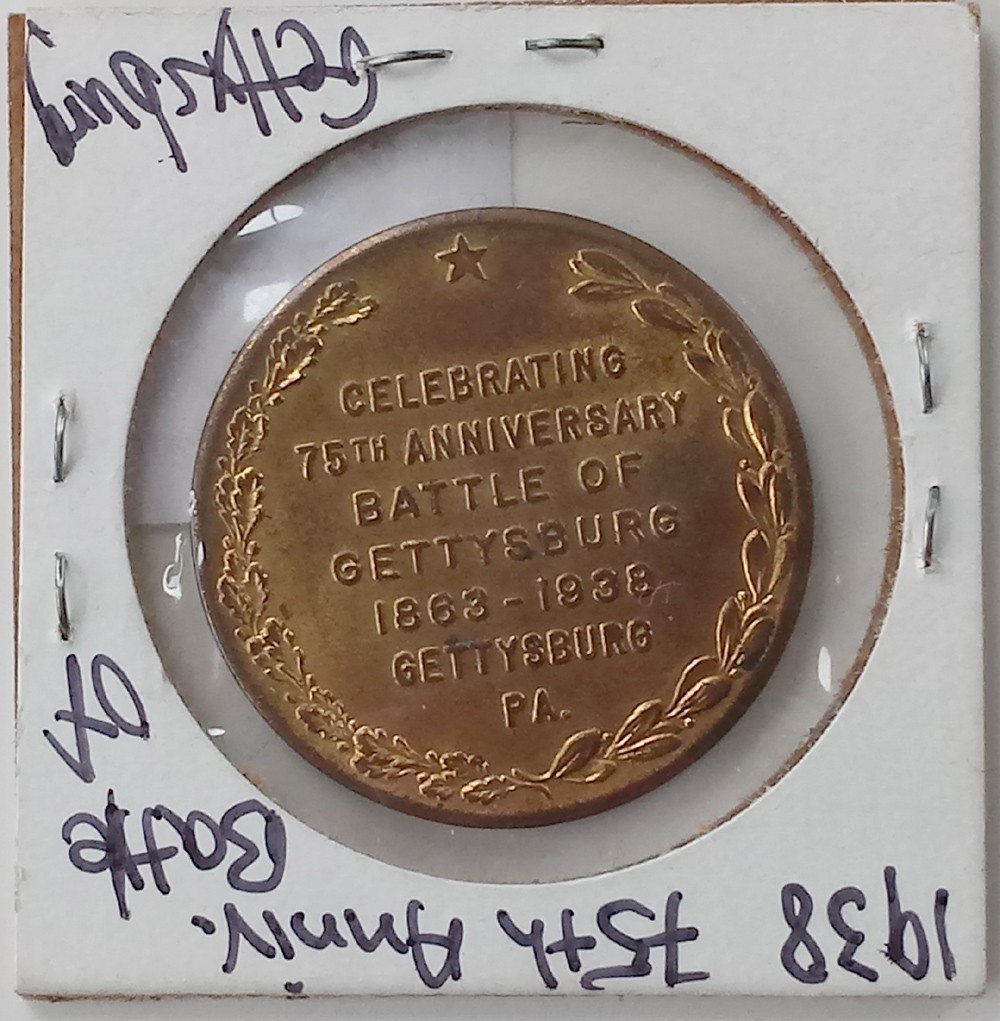 CELEBRATING
75TH ANNIVERSARY
BATTLE OF
GETTYSBURG
1863-1938
GETTYSBURG
PA.
1938 75th Anniv.
Battle
of
Gettysburg